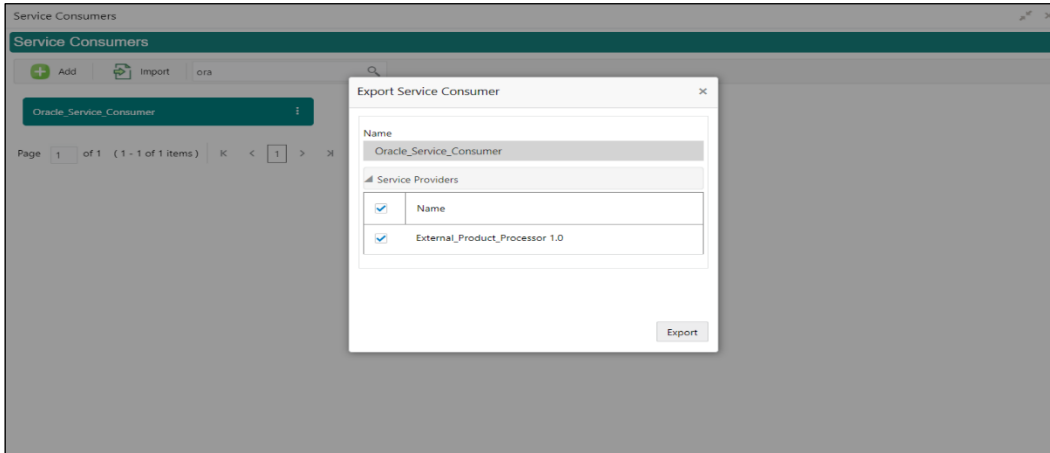 Service Consumers
Service Consumers
Add Import ora
Oracle_Service_Consumer
Page 1 of 1 (1 - 1 of 1 items) K < 1 > >|
Export Service Consumer
Name
Oracle_Service_Consumer
Service Providers
Name
External_Product_Processor 1.0
Export